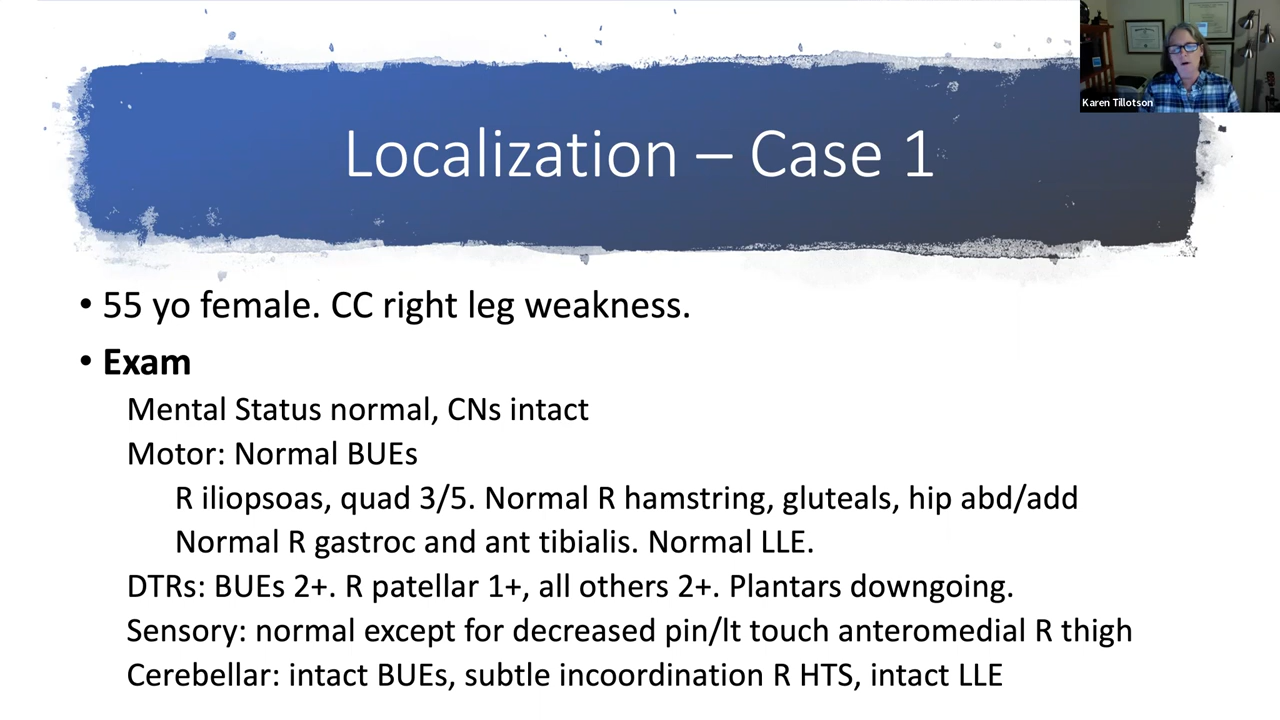 Karen Tillotson
Localization – Case 1
• 55 yo female. CC right leg weakness.
• Exam
Mental Status normal, CNs intact
Motor: Normal BUEs
R iliopsoas, quad 3/5. Normal R hamstring, gluteals, hip abd/add
Normal R gastroc and ant tibialis. Normal LLE.
DTRs: BUEs 2+. R patellar 1+, all others 2+. Plantars downgoing.
Sensory: normal except for decreased pin/lt touch anteromedial R thigh
Cerebellar: intact BUEs, subtle incoordination R HTS, intact LLE